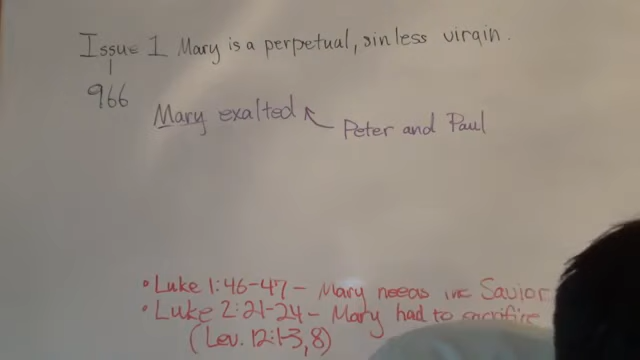 Issue 1 Mary is a perpetual, sinless virgin.
966
Mary exalted
Peter and Paul
• Luke 1:46-47 - Mary needs Savior
• Luke 2:21-24 - Mary had to sacrifice
(Lev. 12:1-3, 8)